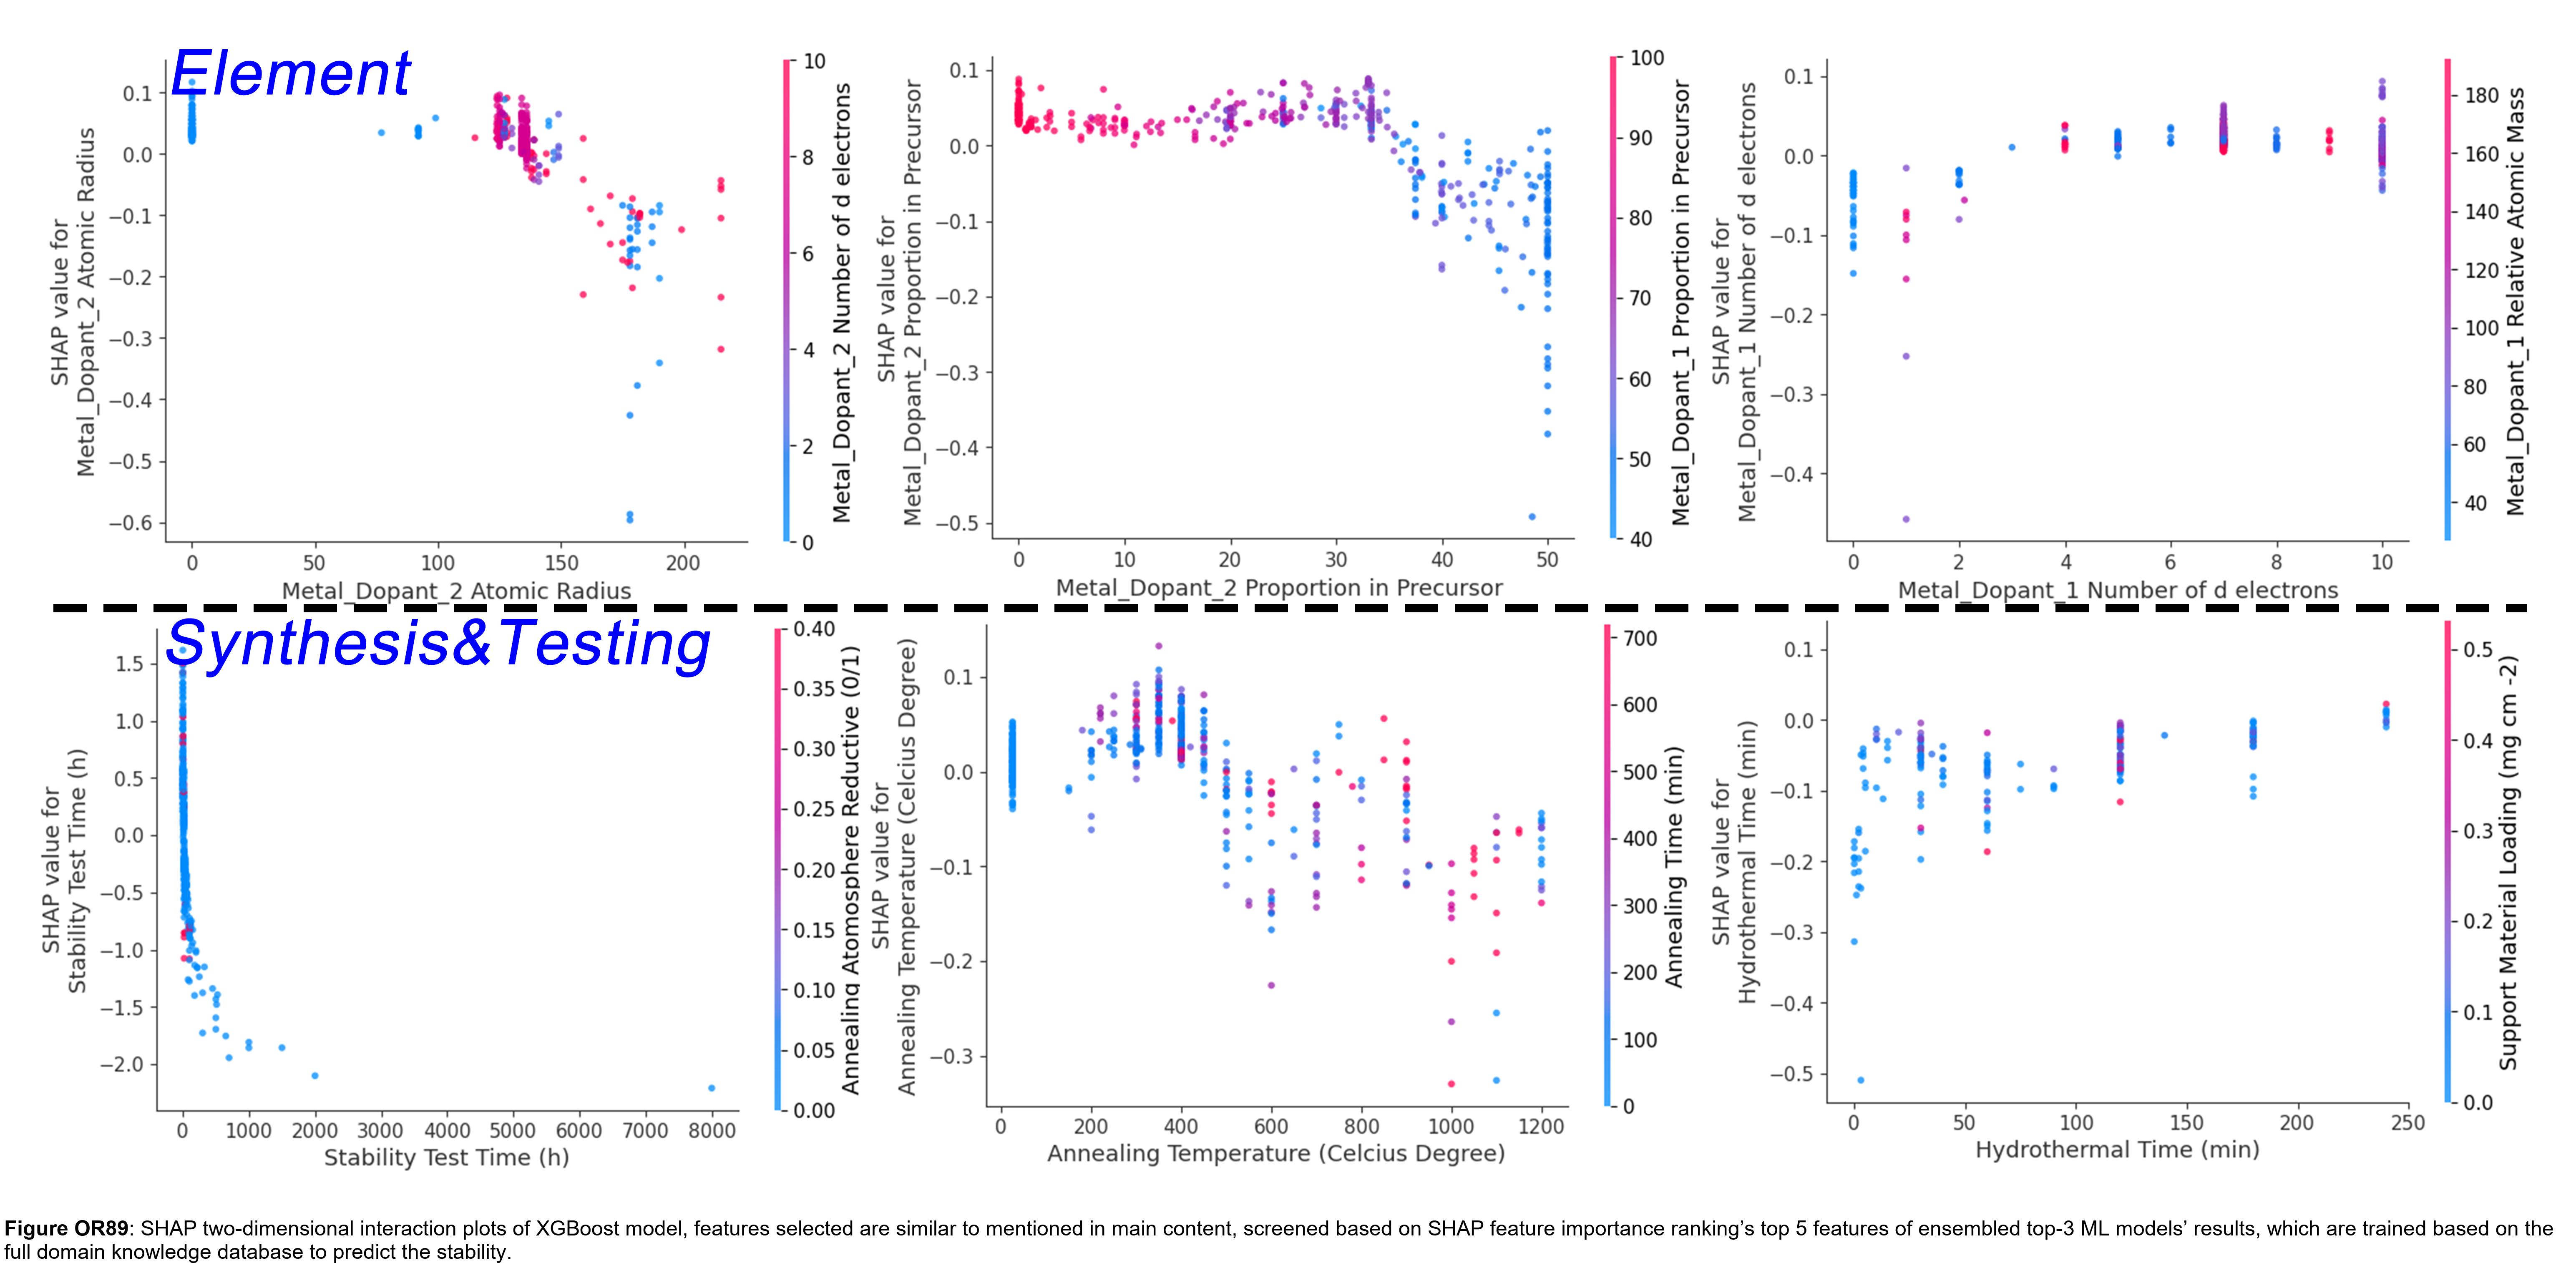 Element
0.1
0.0
−0.1
−0.2
−0.3
−0.4
−0.5
−0.6
SHAP value for
Metal_Dopant_2 Atomic Radius
0 50 100 150 200
Metal_Dopant_2 Atomic Radius
10
8
6
4
2
0
Metal_Dopant_2 Number of d electrons
0.1
0.0
−0.1
−0.2
−0.3
−0.4
−0.5
SHAP value for
Metal_Dopant_2 Proportion in Precursor
0 10 20 30 40 50
Metal_Dopant_2 Proportion in Precursor
100
90
80
70
60
50
40
Metal_Dopant_1 Proportion in Precursor
0.1
0.0
−0.1
−0.2
−0.3
−0.4
SHAP value for
Metal_Dopant_1 Number of d electrons
0 2 4 6 8 10
Metal_Dopant_1 Number of d electrons
180
160
140
120
100
80
60
40
Metal_Dopant_1 Relative Atomic Mass
Synthesis&Testing
1.5
1.0
0.5
0.0
−0.5
−1.0
−1.5
−2.0
SHAP value for
Stability Test Time (h)
0 1000 2000 3000 4000 5000 6000 7000 8000
Stability Test Time (h)
0.40
0.35
0.30
0.25
0.20
0.15
0.10
0.05
0.00
Annealing Atomosphere Reductive (0/1)
0.1
0.0
−0.1
−0.2
−0.3
SHAP value for
Annealing Temperature (Celcius Degree)
0 200 400 600 800 1000 1200
Annealing Temperature (Celcius Degree)
700
600
500
400
300
200
100
0
Annealing Time (min)
0.1
0.0
−0.1
−0.2
−0.3
−0.4
−0.5
SHAP value for
Hydrothermal Time (min)
0 50 100 150 200 250
Hydrothermal Time (min)
0.5
0.4
0.3
0.2
0.1
0.0
Support Material Loading (mg cm -2)
Figure OR89: SHAP two-dimensional interaction plots of XGBoost model, features selected are similar to mentioned in main content, screened based on SHAP feature importance ranking's top 5 features of ensembled top-3 ML models' results, which are trained based on the
full domain knowledge database to predict the stability.